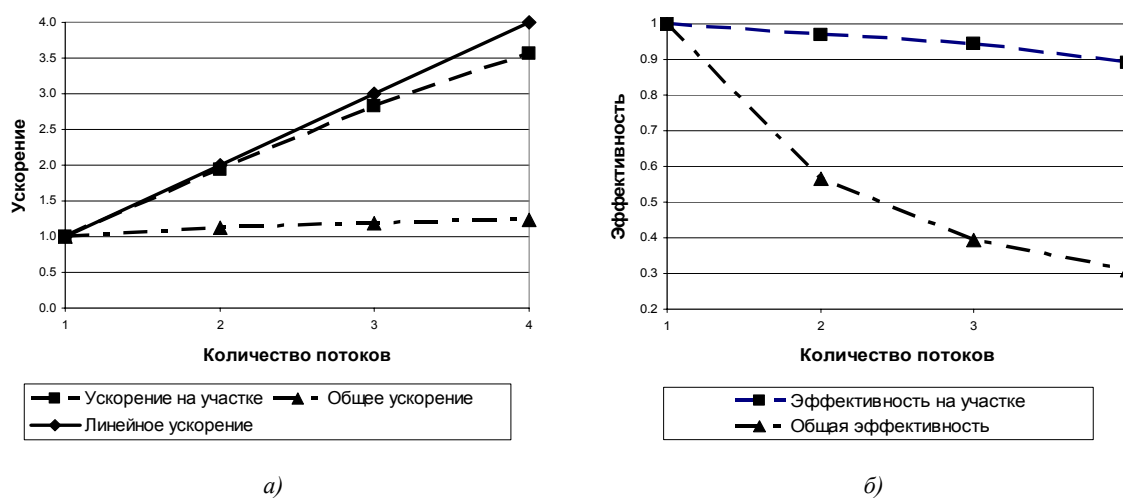 4.0
3.5
3.0
2.5
2.0
1.5
1.0
0.5
0.0
Ускорение
1 2 3 4
Количество потоков
Ускорение на участке Общее ускорение
Линейное ускорение
а)
1
0.9
0.8
0.7
0.6
0.5
0.4
0.3
0.2
Эффективность
1 2 3
Количество потоков
Эффективность на участке
Общая эффективность
б)